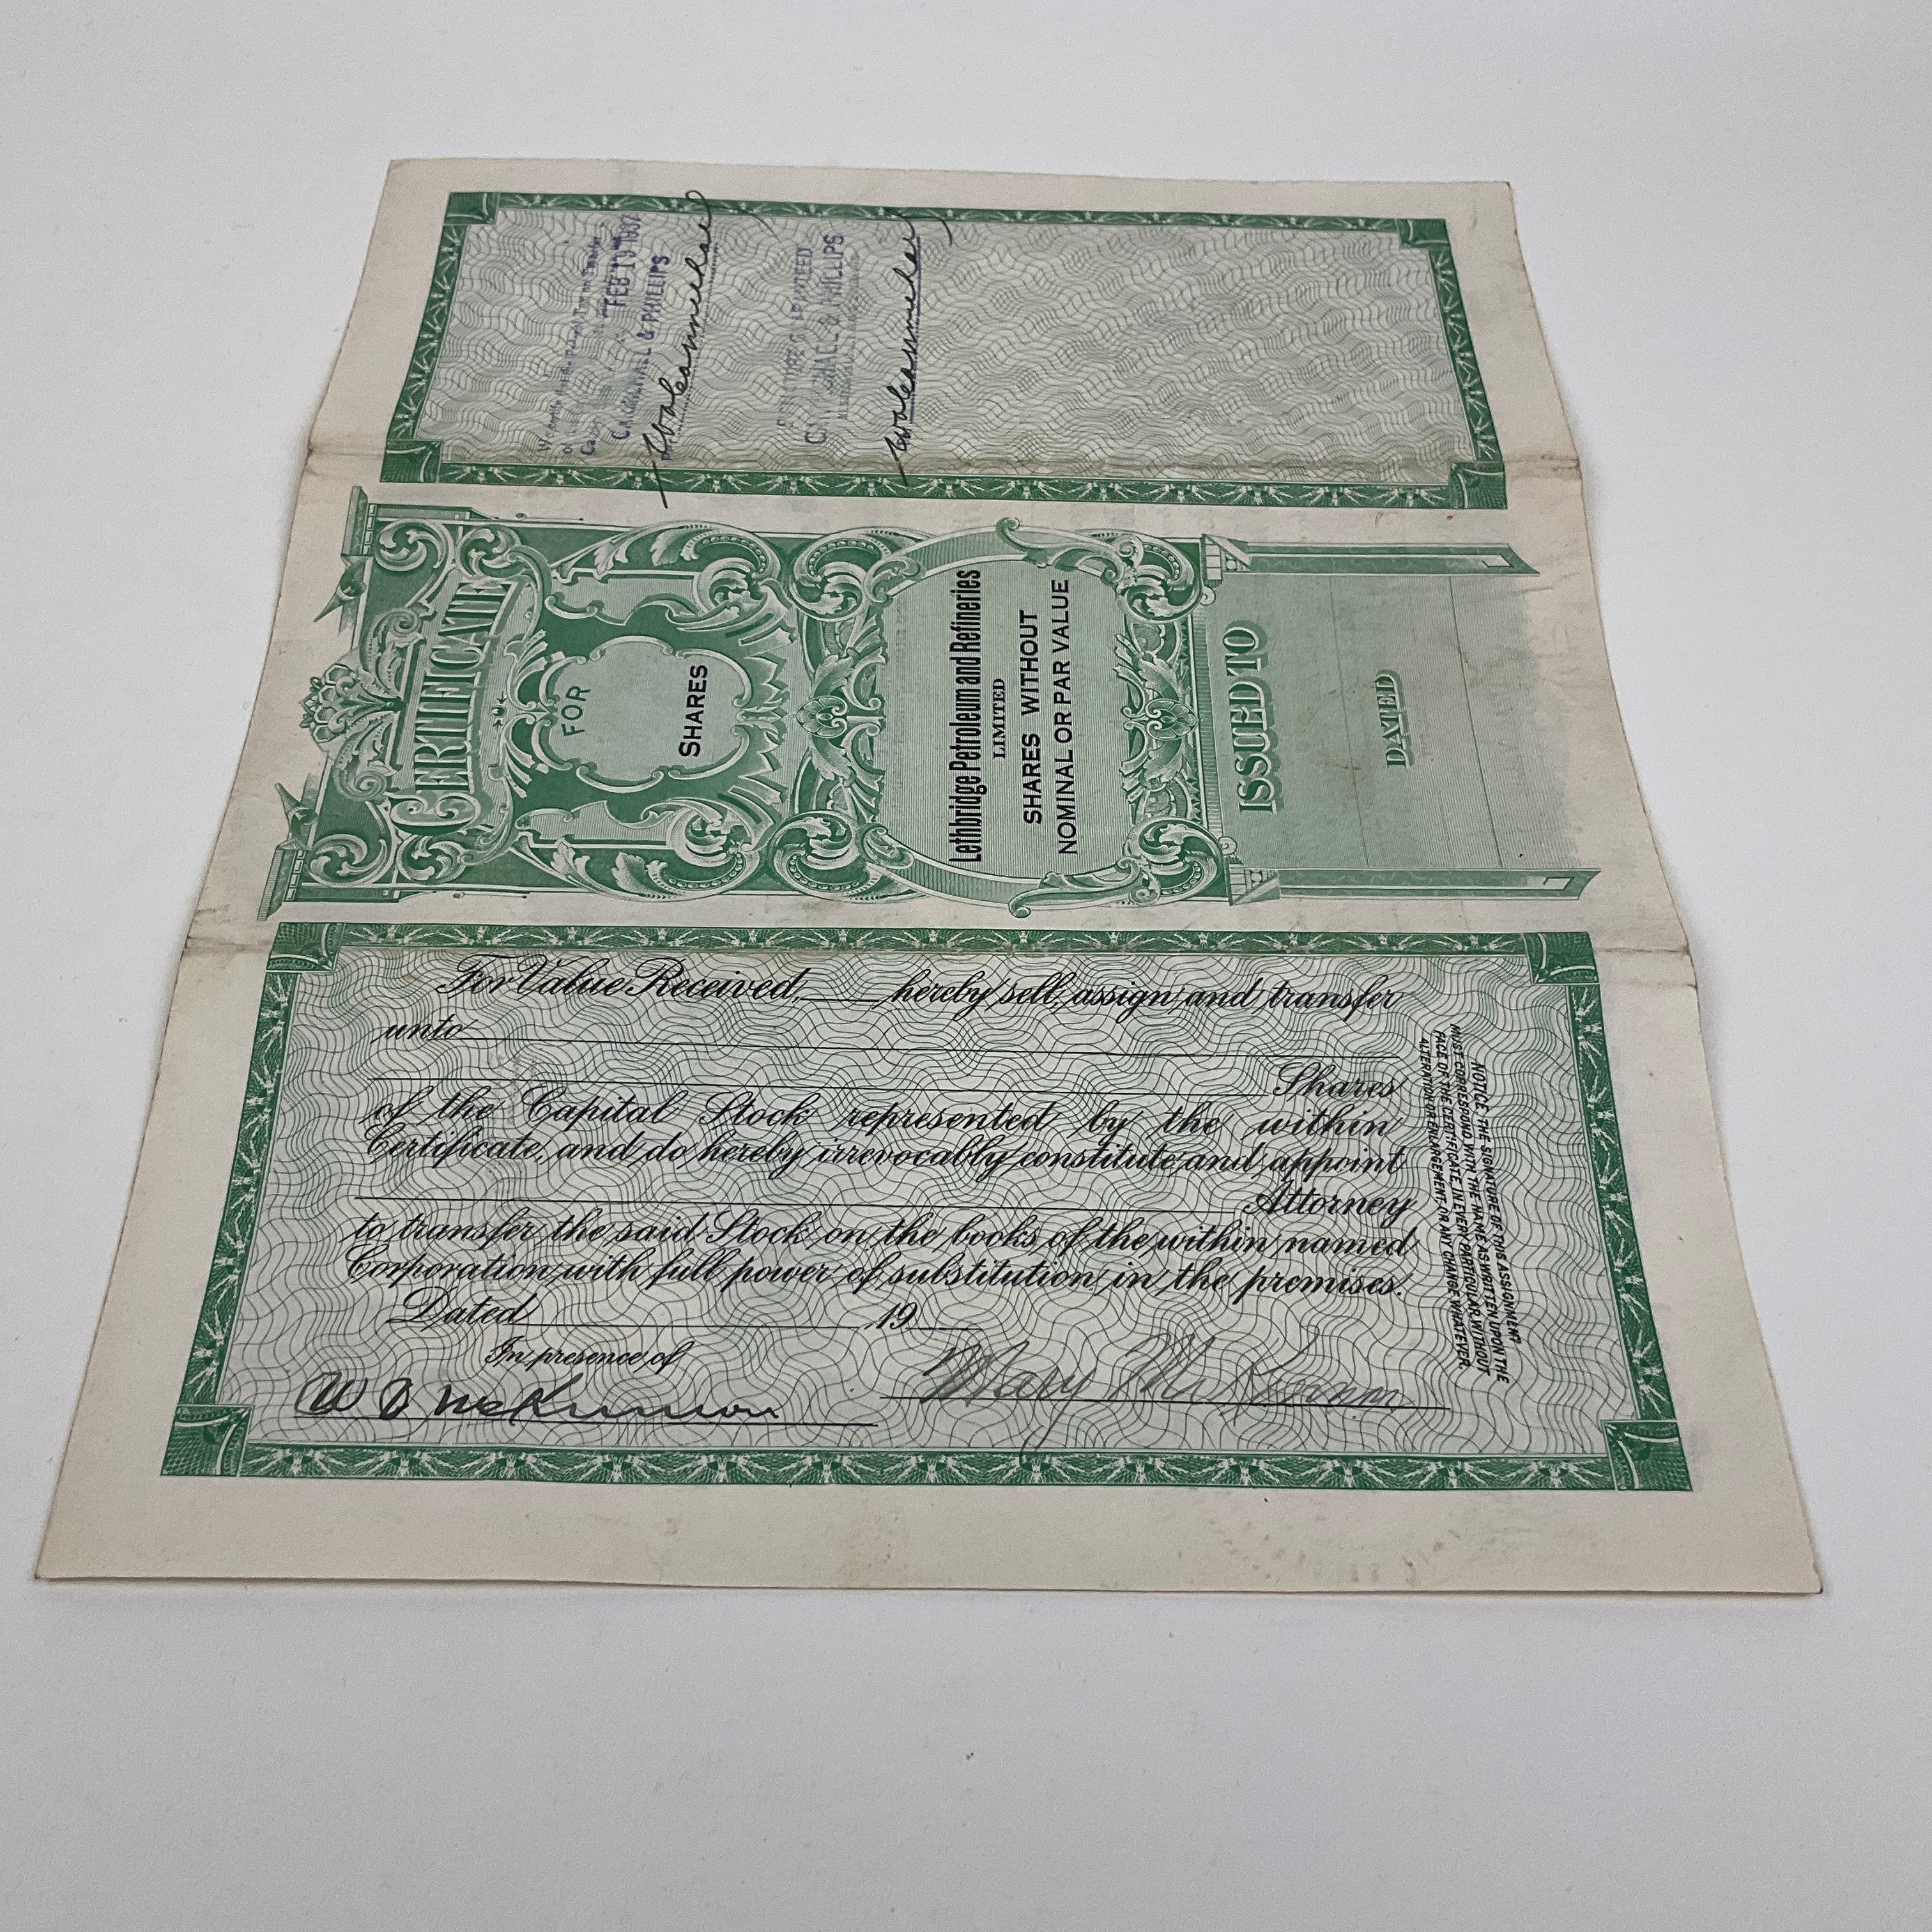 For Value Received, hereby sell, assign and transfer
unto
Shares
of the Capital Stock represented by the within
Certificate, and do hereby irrevocably constitute and appoint
Attorney
to transfer the said Stock on the books of the within named
Corporation with full power of substitution in the premises.
Dated 19
In presence of
Mary
NOTICE. THE SIGNATURE OF THIS ASSIGNMENT
MUST CORRESPOND WITH THE NAME AS WRITTEN UPON THE
FACE OF THE CERTIFICATE, IN EVERY PARTICULAR, WITHOUT
ALTERATION OR ENLARGEMENT, OR ANY CHANGE WHATEVER.
CERTIFICATE
FOR
SHARES
Lethbridge Petroleum and Refineries
LIMITED
SHARES WITHOUT
NOMINAL OR PAR VALUE
ISSUED TO
DATED
FEB 10 1937
& PHILLIPS
& PHILLIPS